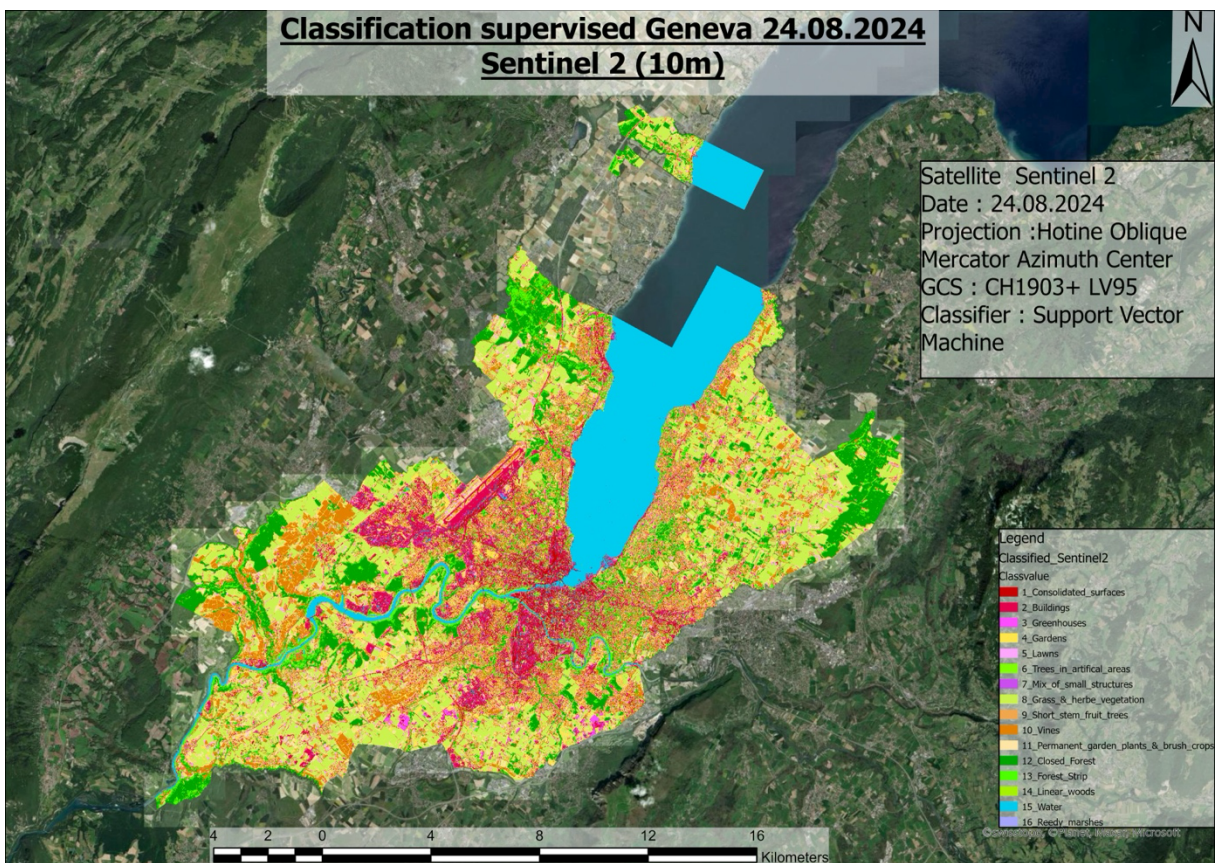 Classification supervised Geneva 24.08.2024
Sentinel 2 (10m)
N
Satellite Sentinel 2
Date : 24.08.2024
Projection :Hotine Oblique
Mercator Azimuth Center
GCS : CH1903+ LV95
Classifier : Support Vector
Machine
Legend
Classified_Sentinel2
Classvalue
1_Consolidated_surfaces
2_Buildings
3_Greenhouses
4_Gardens
5_Lawns
6_Trees_in_artifical_areas
7_Mix_of_small_structures
8_Grass_&_herbe_vegetation
9_Short_stem_fruit_trees
10_Vines
11_Permanent_garden_plants_&_brush_crops
12_Closed_Forest
13_Forest_Strip
14_Linear_woods
15_Water
16_Reedy_marshes
©swisstopo, ©Planet, Microsoft
4 2 0 4 8 12 16
Kilometers